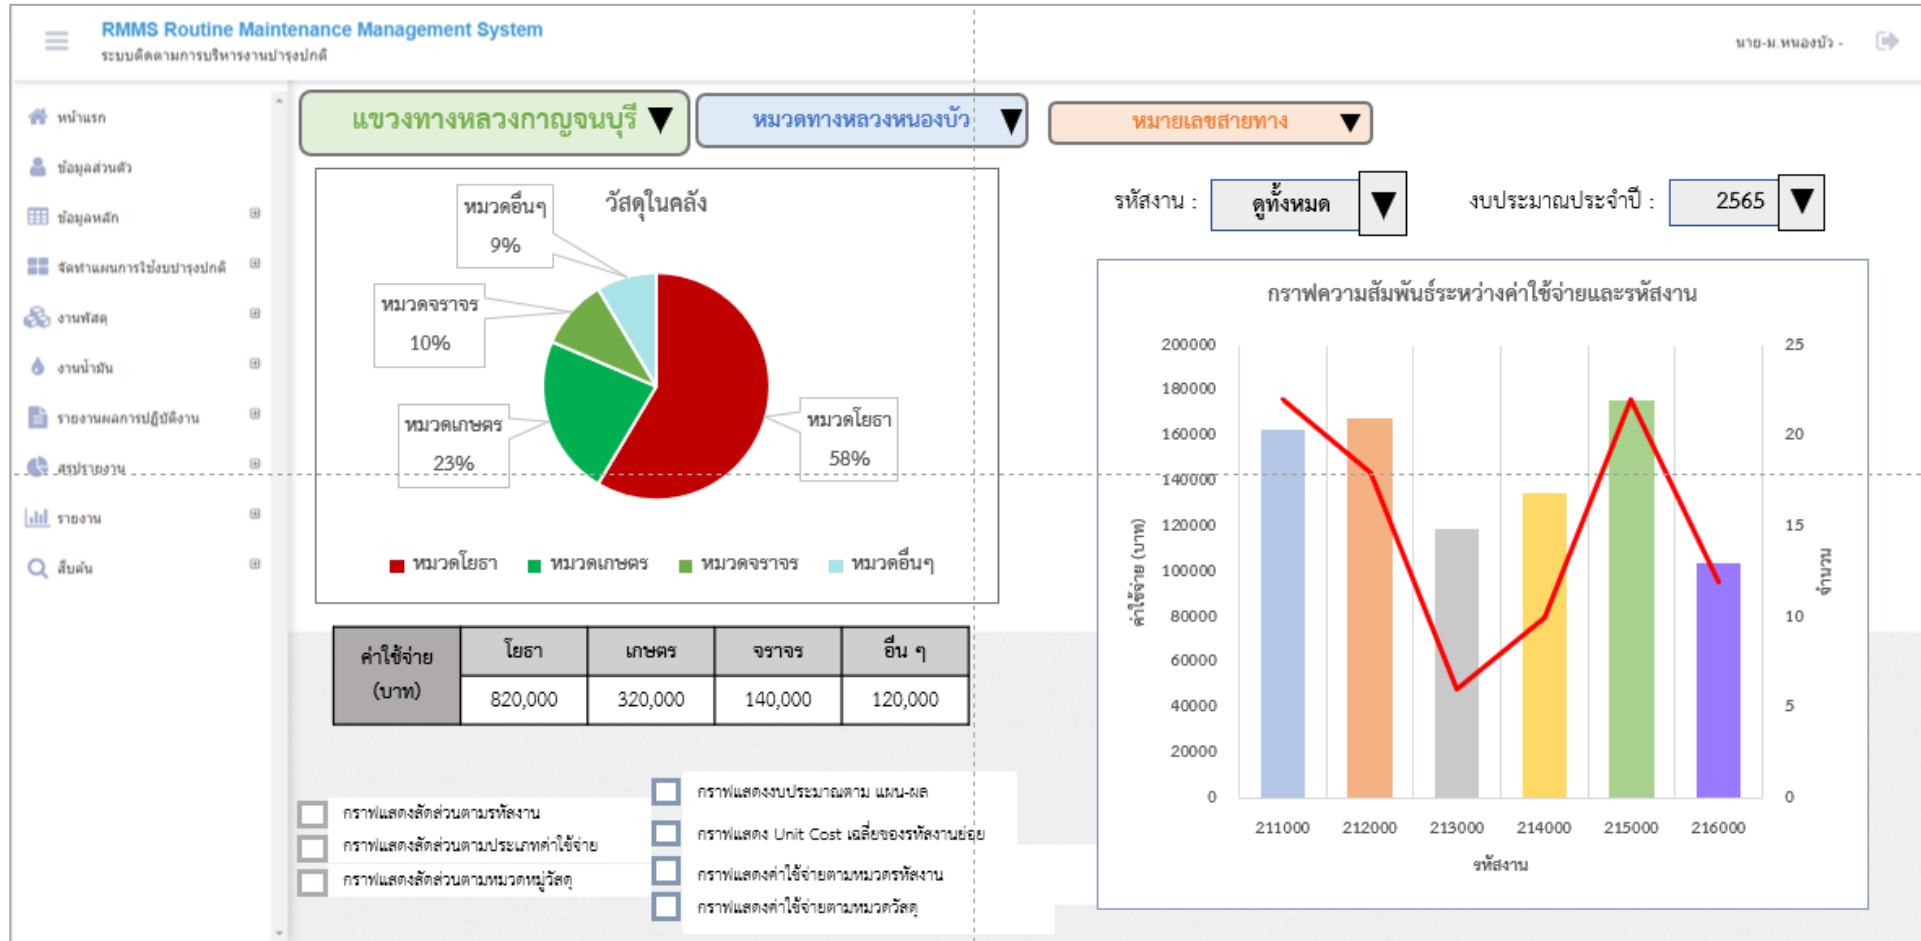 RMMS Routine Maintenance Management System
ระบบติดตามการบริหารงานบำรุงปกติ
นาย-ม.หนองบัว -
หน้าแรก
ข้อมูลส่วนตัว
ข้อมูลหลัก
จัดทำแผนการใช้งบบำรุงปกติ
งานพัสดุ
งานน้ำมัน
รายงานผลการปฏิบัติงาน
สรุปรายงาน
รายงาน
สืบค้น
แขวงทางหลวงกาญจนบุรี
หมวดทางหลวงหนองบัว
หมายเลขสายทาง
วัสดุในคลัง
หมวดอื่นๆ
9%
หมวดจราจร
10%
หมวดเกษตร
23%
หมวดโยธา
58%
หมวดโยธา หมวดเกษตร หมวดจราจร หมวดอื่นๆ
รหัสงาน : ดูทั้งหมด
งบประมาณประจำปี : 2565
กราฟความสัมพันธ์ระหว่างค่าใช้จ่ายและรหัสงาน
200000
180000
160000
140000
120000
100000
80000
60000
40000
20000
0
ค่าใช้จ่าย (บาท)
25
20
15
10
5
0
จำนวน
211000 212000 213000 214000 215000 216000
รหัสงาน
ค่าใช้จ่าย
(บาท)
โยธา เกษตร จราจร อื่น ๆ
820,000 320,000 140,000 120,000
กราฟแสดงสัดส่วนตามรหัสงาน
กราฟแสดงสัดส่วนตามประเภทค่าใช้จ่าย
กราฟแสดงสัดส่วนตามหมวดหมู่วัสดุ
กราฟแสดงงบประมาณตาม แผน-ผล
กราฟแสดง Unit Cost เฉลี่ยของรหัสงานย่อย
กราฟแสดงค่าใช้จ่ายตามหมวดรหัสงาน
กราฟแสดงค่าใช้จ่ายตามหมวดวัสดุ